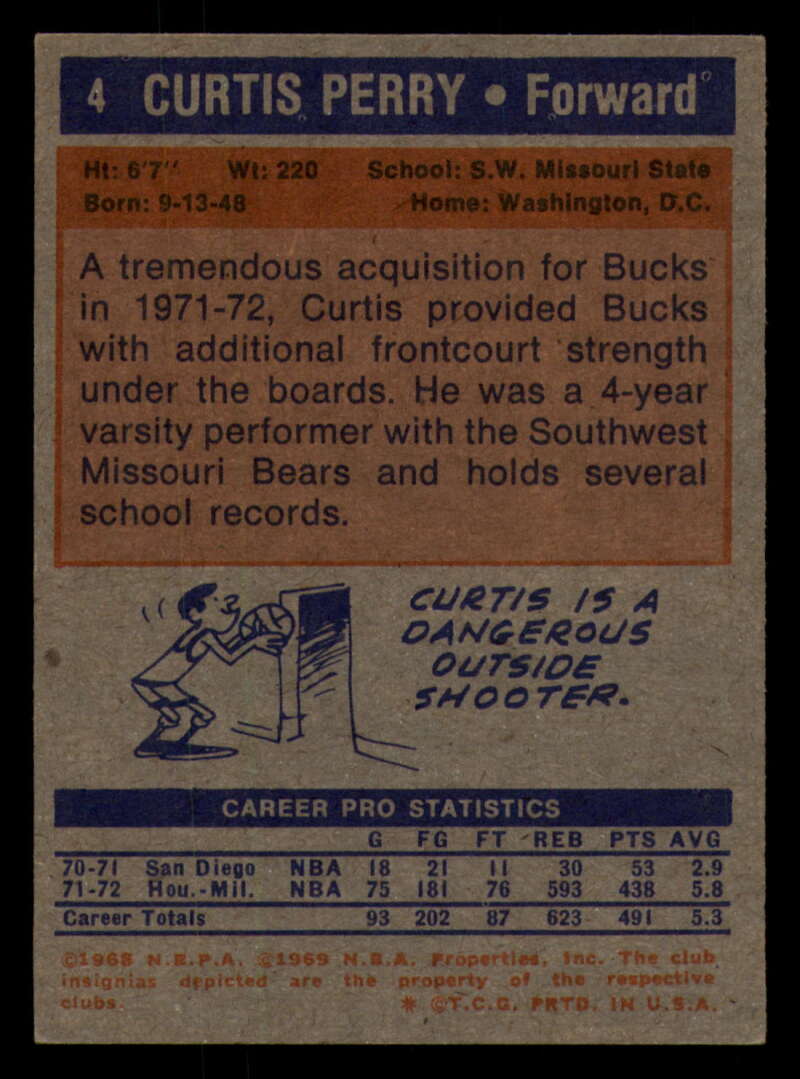 4 CURTIS PERRY • Forward
Ht: 6'7" Wt: 220 School: S.W. Missouri State
Born: 9-13-48 Home: Washington, D.C.
A tremendous acquisition for Bucks
in 1971-72, Curtis provided Bucks
with additional frontcourt strength
under the boards. He was a 4-year
varsity performer with the Southwest
Missouri Bears and holds several
school records.
CURTIS IS A
DANGEROUS
OUTSIDE
SHOOTER.
CAREER PRO STATISTICS
G FG FT REB PTS AVG
70-71 San Diego NBA 18 21 11 30 53 2.9
71-72 Hou.-Mil. NBA 75 181 76 593 438 5.8
Career Totals 93 202 87 623 491 5.3
©1968 N.B.P.A. ©1969 N.B.A. Properties, Inc. The club
insignias depicted are the property of the respective
clubs. * ©T.C.G. PRTD. IN U.S.A.